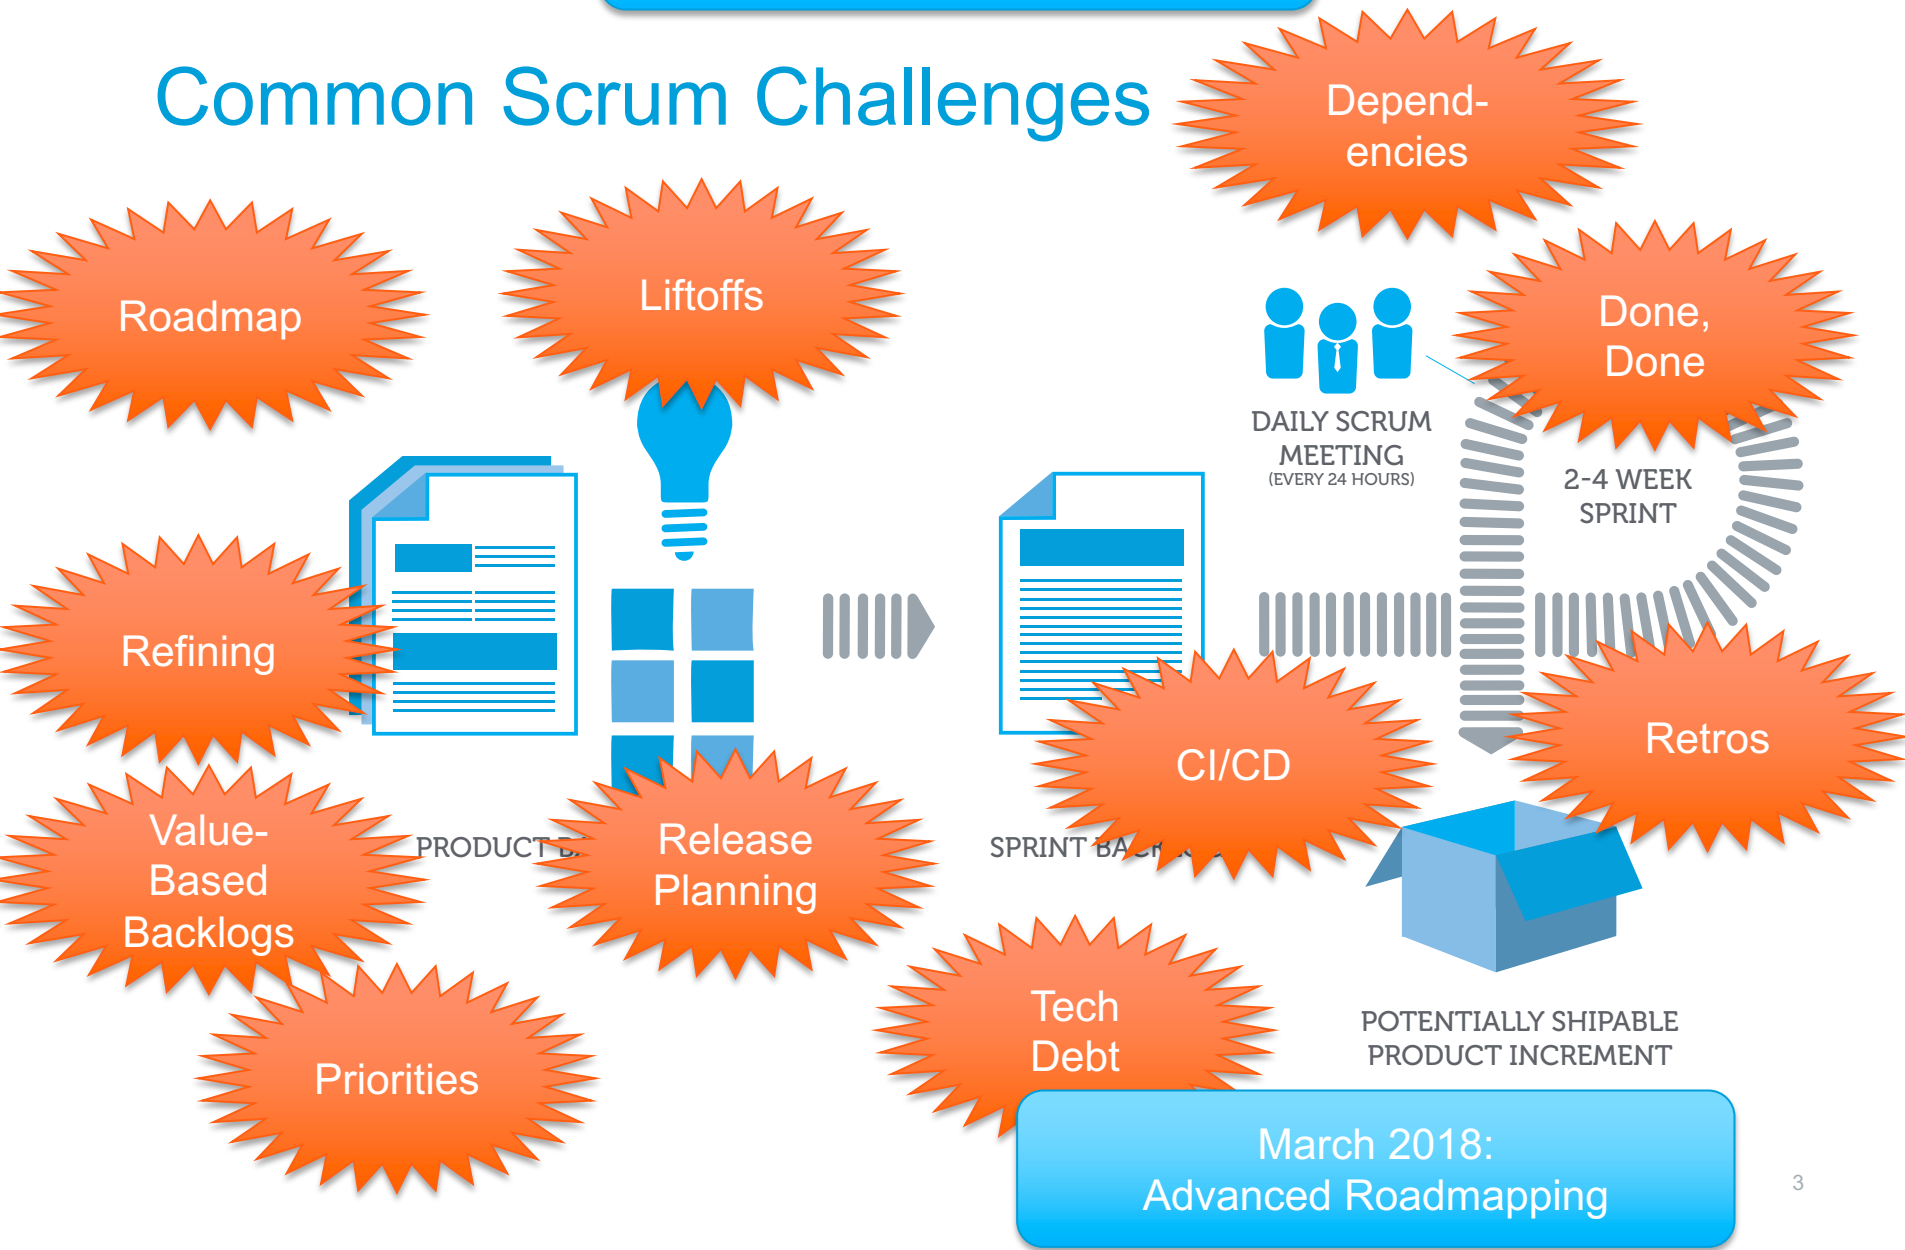 Common Scrum Challenges
Depend-
encies
Roadmap
Liftoffs
Done,
Done
DAILY SCRUM
MEETING
(EVERY 24 HOURS)
2-4 WEEK
SPRINT
Refining
Retros
CI/CD
Value-
Based
Backlogs
PRODUCT
Release
Planning
SPRINT
Tech
Debt
POTENTIALLY SHIPABLE
PRODUCT INCREMENT
Priorities
March 2018:
Advanced Roadmapping
3